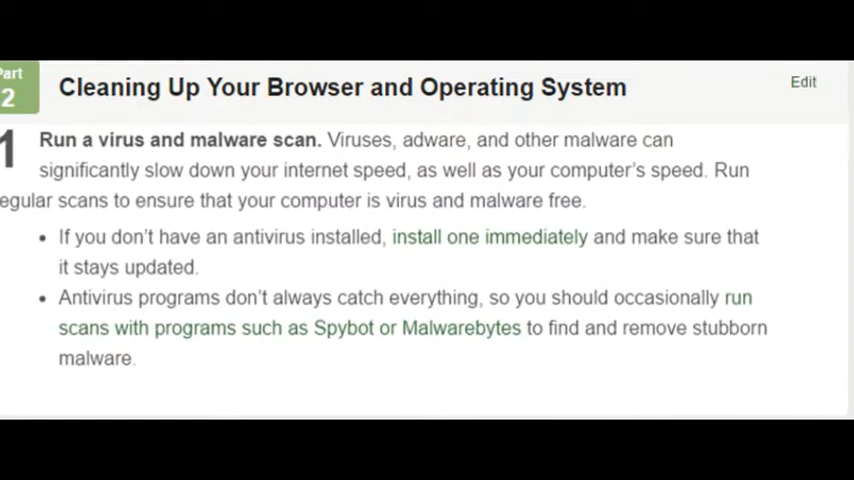 Part
2
Cleaning Up Your Browser and Operating System
Edit
1
Run a virus and malware scan. Viruses, adware, and other malware can
significantly slow down your internet speed, as well as your computer's speed. Run
egular scans to ensure that your computer is virus and malware free.
• If you don't have an antivirus installed, install one immediately and make sure that
it stays updated.
• Antivirus programs don't always catch everything, so you should occasionally run
scans with programs such as Spybot or Malwarebytes to find and remove stubborn
malware.